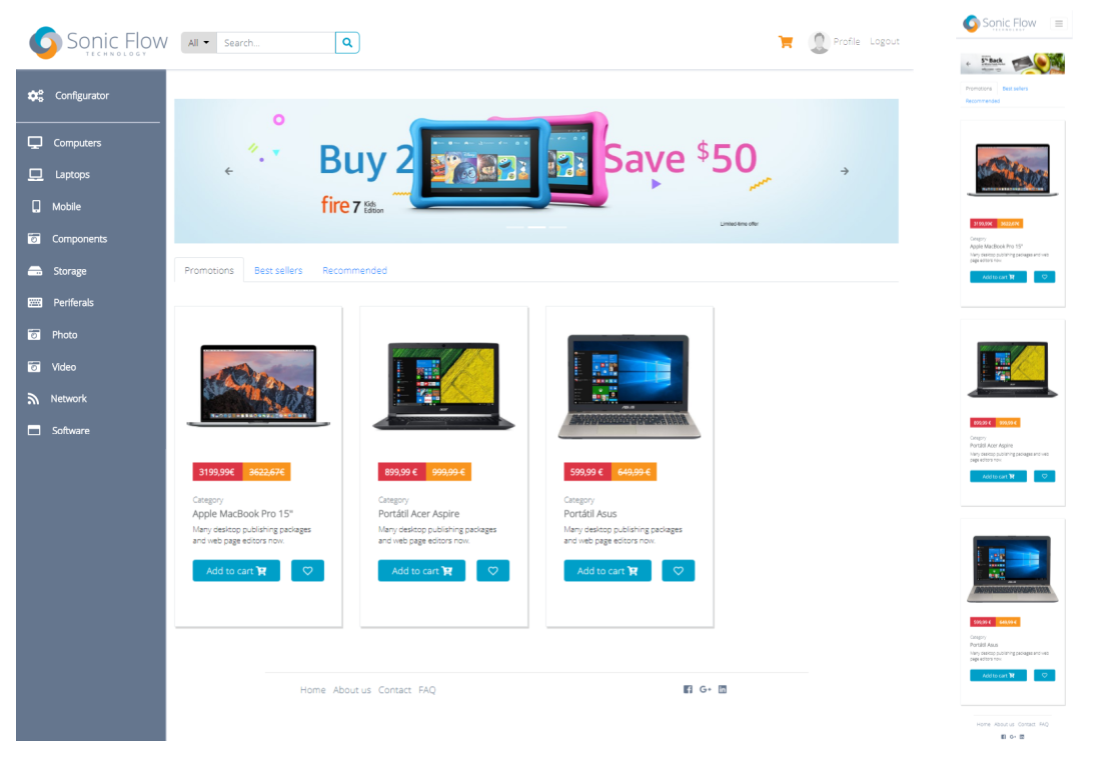 Sonic Flow
TECHNOLOGY
All
Search...
Profile Logout
Configurator
Computers
Laptops
Mobile
Components
Storage
Periferals
Photo
Video
Network
Software
Buy 2 Save $50
fire 7 Kids Edition
Limited-time offer
Promotions Best sellers Recommended
3199,99€ 3622,67€
Category
Apple MacBook Pro 15"
Many desktop publishing packages
and web page editors now.
Add to cart
899,99 € 999,99 €
Category
Portátil Acer Aspire
Many desktop publishing packages
and web page editors now.
Add to cart
599,99 € 649,99 €
Category
Portátil Asus
Many desktop publishing packages
and web page editors now.
Add to cart
Home About us Contact FAQ
Sonic Flow
TECHNOLOGY
5% Back
Promotions Best sellers
Recommended
3199,99€ 3622,67€
Category
Apple MacBook Pro 15"
Many desktop publishing packages and web
page editors now.
Add to cart
899,99 € 999,99 €
Category
Portátil Acer Aspire
Many desktop publishing packages and web
page editors now.
Add to cart
599,99 € 649,99 €
Category
Portátil Asus
Many desktop publishing packages and web
page editors now.
Add to cart
Home About us Contact FAQ